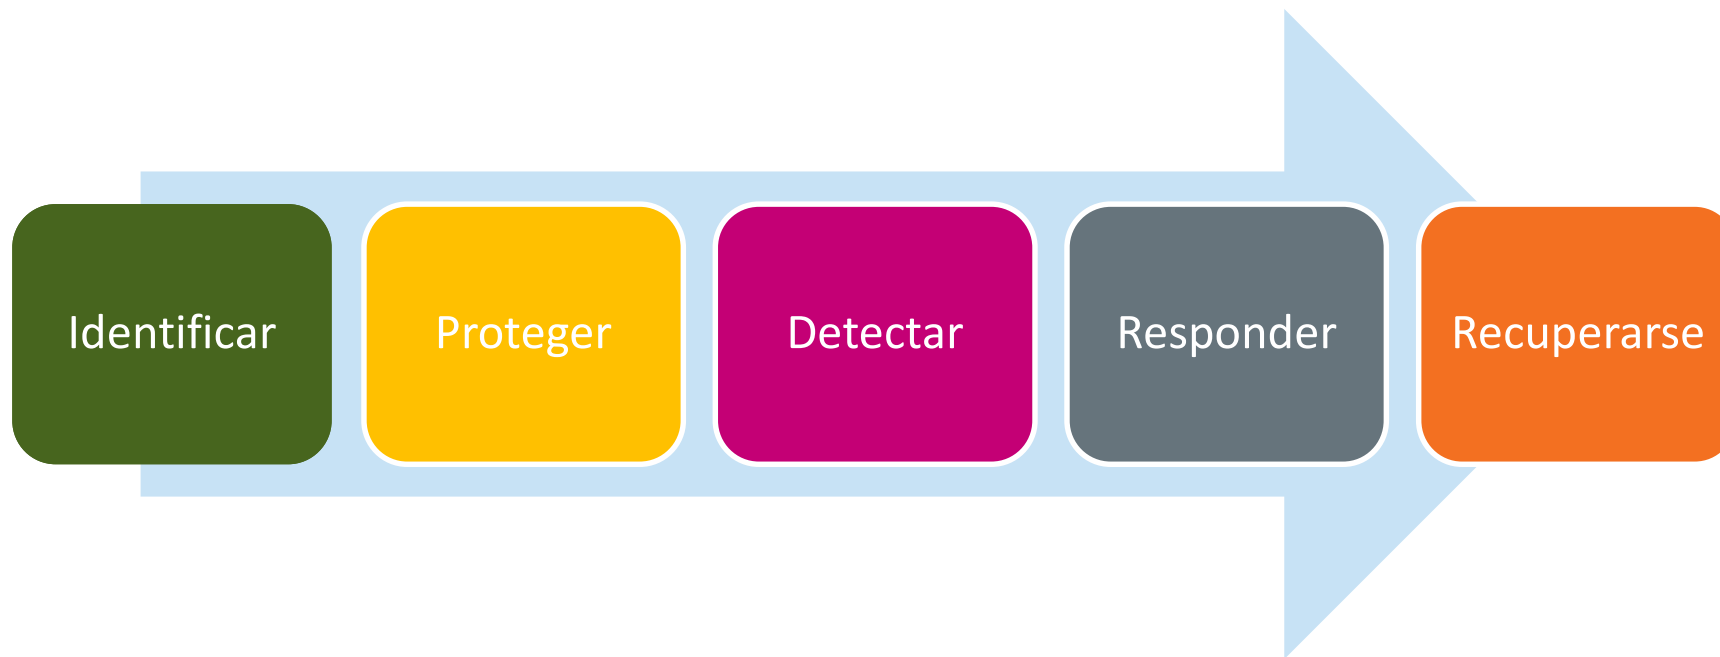 Identificar
Proteger
Detectar
Responder
Recuperarse